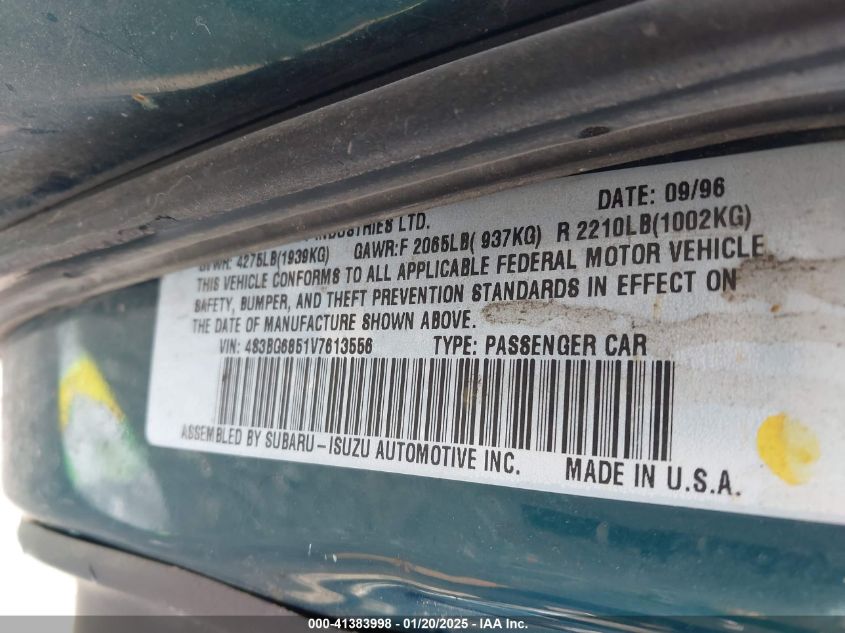 DATE: 09/96
INDUSTRIES LTD.
GVWR: 4275LB(1939KG) GAWR:F 2065LB( 937KG) R 2210LB(1002KG)
THIS VEHICLE CONFORMS TO ALL APPLICABLE FEDERAL MOTOR VEHICLE
SAFETY, BUMPER, AND THEFT PREVENTION STANDARDS IN EFFECT ON
THE DATE OF MANUFACTURE SHOWN ABOVE.
VIN: 4S3BG6851V7613556 TYPE: PASSENGER CAR
ASSEMBLED BY SUBARU-ISUZU AUTOMOTIVE INC.
MADE IN U.S.A.
000-41383998 - 01/20/2025 - IAA Inc.